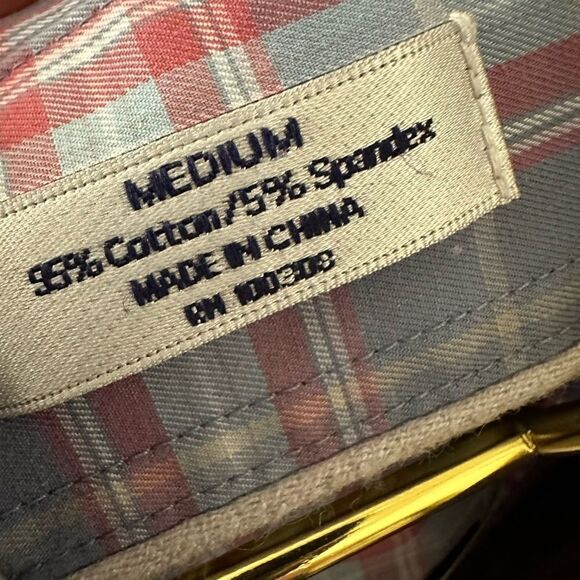 MEDIUM
95% Cotton/5% Spandex
MADE IN CHINA
RN 100308